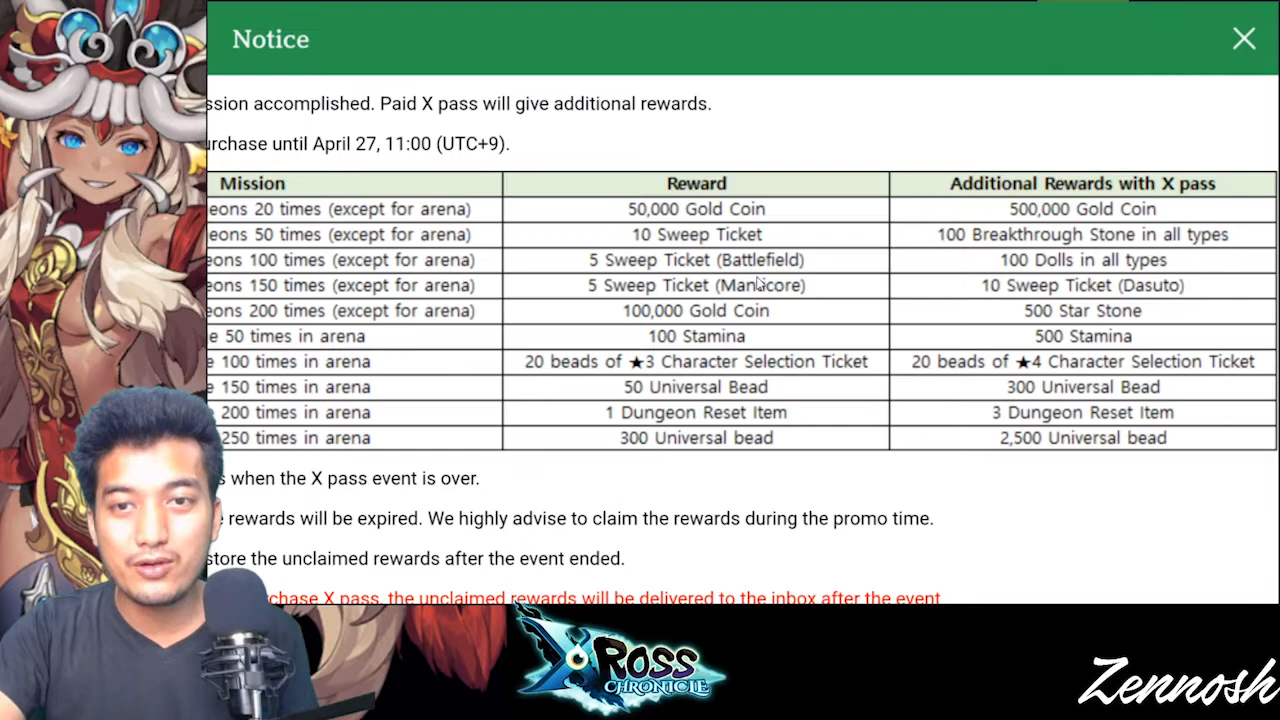 Notice
ssion accomplished. Paid X pass will give additional rewards.
urchase until April 27, 11:00 (UTC+9).
Mission Reward Additional Rewards with X pass
eons 20 times (except for arena) 50,000 Gold Coin 500,000 Gold Coin
eons 50 times (except for arena) 10 Sweep Ticket 100 Breakthrough Stone in all types
eons 100 times (except for arena) 5 Sweep Ticket (Battlefield) 100 Dolls in all types
eons 150 times (except for arena) 5 Sweep Ticket (Manticore) 10 Sweep Ticket (Dasuto)
eons 200 times (except for arena) 100,000 Gold Coin 500 Star Stone
e 50 times in arena 100 Stamina 500 Stamina
e 100 times in arena 20 beads of ★3 Character Selection Ticket 20 beads of ★4 Character Selection Ticket
e 150 times in arena 50 Universal Bead 300 Universal Bead
200 times in arena 1 Dungeon Reset Item 3 Dungeon Reset Item
250 times in arena 300 Universal bead 2,500 Universal bead
s when the X pass event is over.
e rewards will be expired. We highly advise to claim the rewards during the promo time.
store the unclaimed rewards after the event ended.
rchase X pass, the unclaimed rewards will be delivered to the inbox after the event
XROSS
CHRONICLE
Zennosh